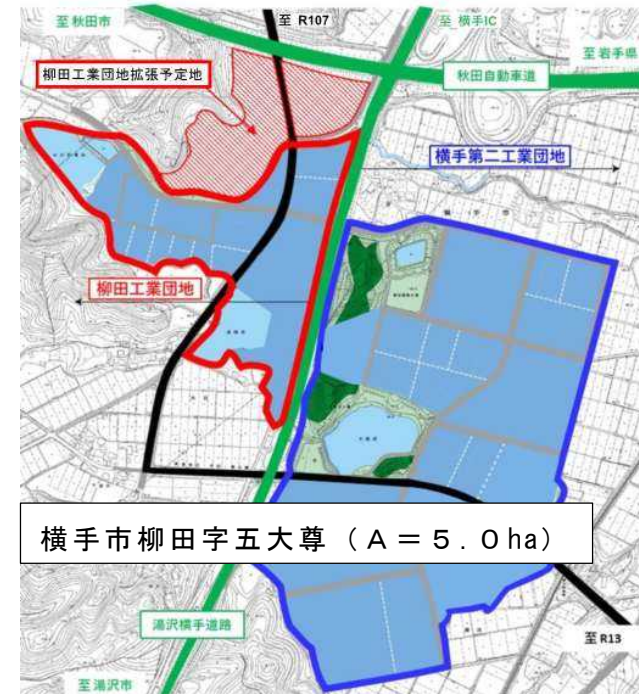 至 秋田市
至 R107
至 横手IC
至 岩手県
柳田工業団地拡張予定地
秋田自動車道
横手第二工業団地
柳田工業団地
横手市柳田字五大尊（Ａ＝５．０ha）
湯沢横手道路
至 R13
至 湯沢市